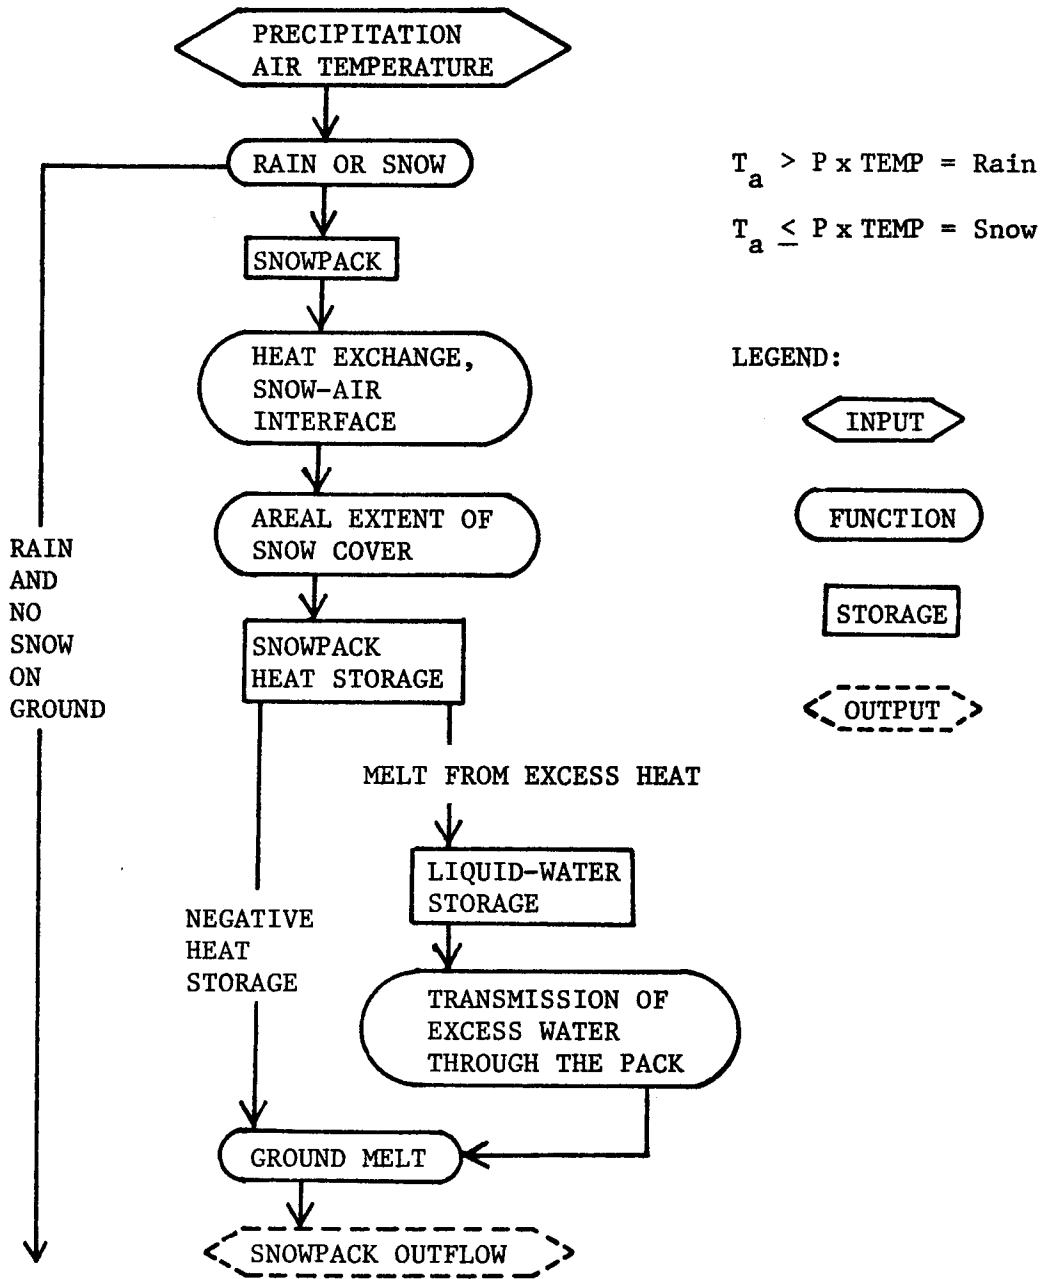 PRECIPITATION
AIR TEMPERATURE
RAIN OR SNOW
SNOWPACK
HEAT EXCHANGE,
SNOW-AIR
INTERFACE
AREAL EXTENT OF
SNOW COVER
SNOWPACK
HEAT STORAGE
RAIN
AND
NO
SNOW
ON
GROUND
MELT FROM EXCESS HEAT
LIQUID-WATER
STORAGE
NEGATIVE
HEAT
STORAGE
TRANSMISSION OF
EXCESS WATER
THROUGH THE PACK
GROUND MELT
SNOWPACK OUTFLOW
Ta > P x TEMP = Rain
Ta ≤ P x TEMP = Snow
LEGEND:
INPUT
FUNCTION
STORAGE
OUTPUT